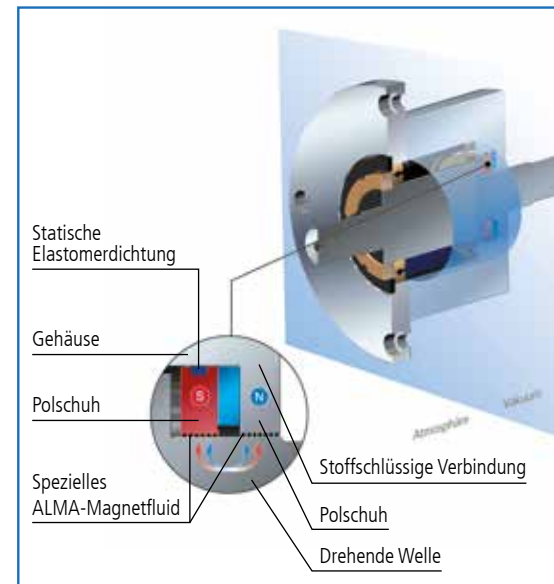 Statische
Elastomerdichtung
Gehäuse
Polschuh
Spezielles
ALMA-Magnetfluid
S
N
Atmosphäre
Vakuum
Stoffschlüssige Verbindung
Polschuh
Drehende Welle